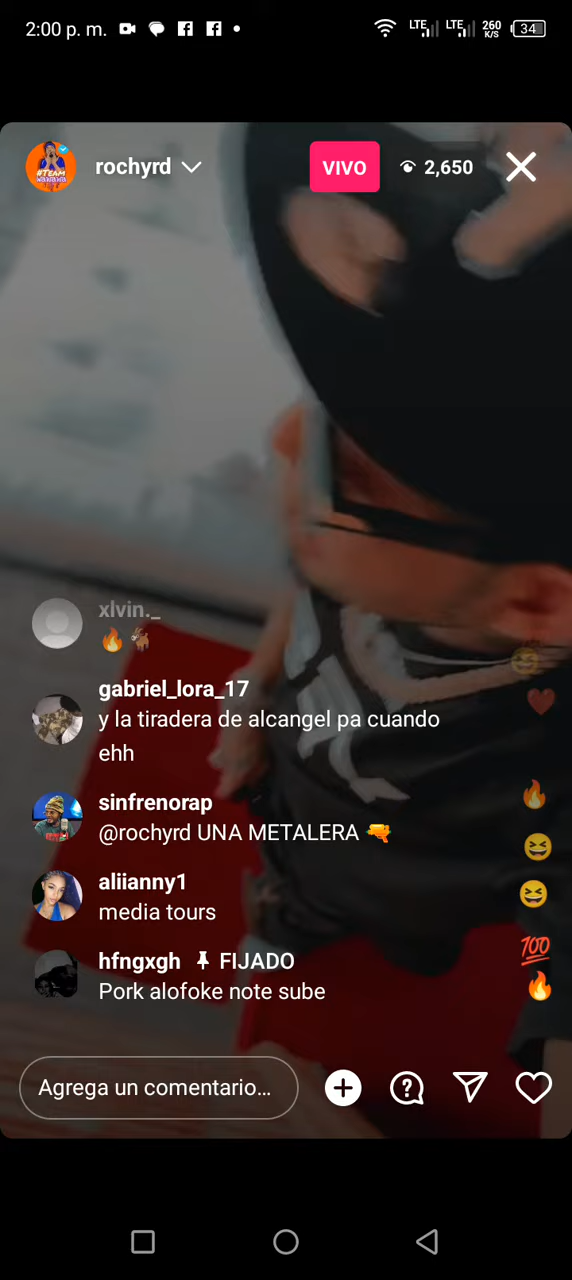 2:00 p. m.
LTE LTE 260 K/S 34
rochyrd VIVO 2,650
#TEAM
xlvin._
🔥🐐
gabriel_lora_17
y la tiradera de alcangel pa cuando
ehh
sinfrenorap
@rochyrd UNA METALERA 🔫
aliianny1
media tours
hfngxgh FIJADO
Pork alofoke note sube
💯
Agrega un comentario...